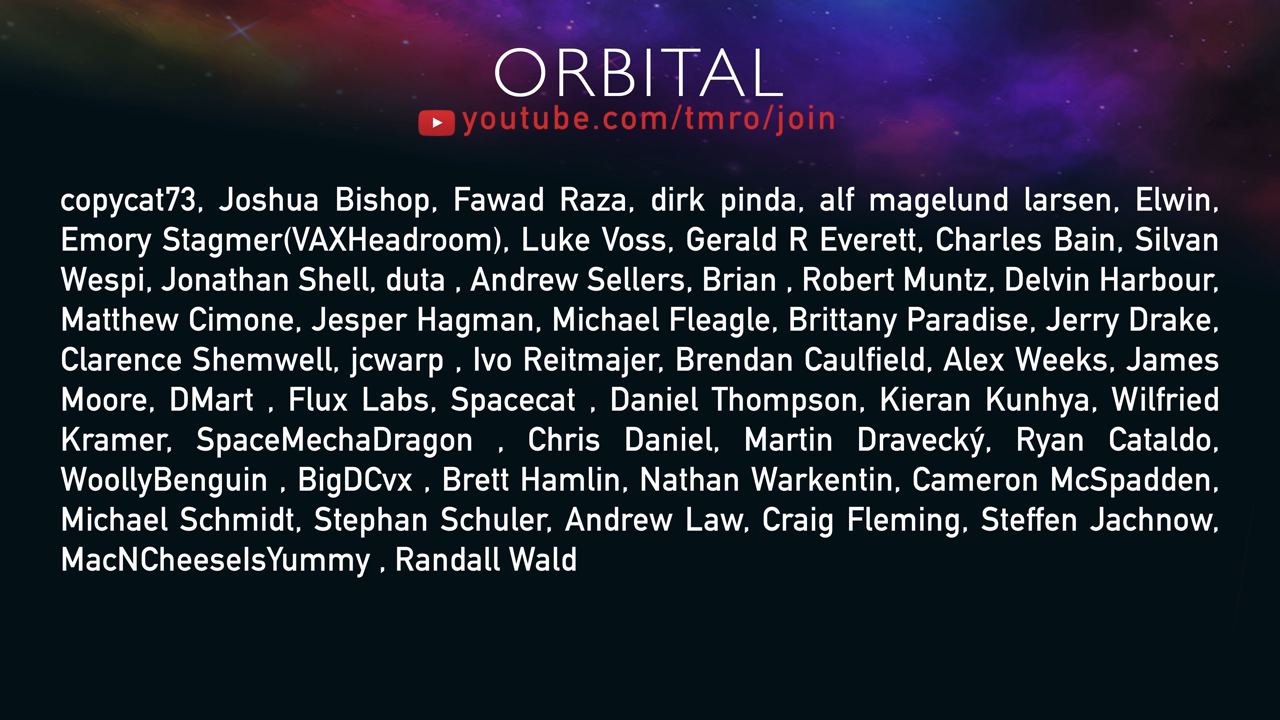 ORBITAL
youtube.com/tmro/join
copycat73, Joshua Bishop, Fawad Raza, dirk pinda, alf magelund larsen, Elwin,
Emory Stagmer(VAXHeadroom), Luke Voss, Gerald R Everett, Charles Bain, Silvan
Wespi, Jonathan Shell, duta , Andrew Sellers, Brian , Robert Muntz, Delvin Harbour,
Matthew Cimone, Jesper Hagman, Michael Fleagle, Brittany Paradise, Jerry Drake,
Clarence Shemwell, jcwarp , Ivo Reitmajer, Brendan Caulfield, Alex Weeks, James
Moore, DMart , Flux Labs, Spacecat , Daniel Thompson, Kieran Kunhya, Wilfried
Kramer, SpaceMechaDragon , Chris Daniel, Martin Dravecký, Ryan Cataldo,
WoollyBenguin , BigDCvx , Brett Hamlin, Nathan Warkentin, Cameron McSpadden,
Michael Schmidt, Stephan Schuler, Andrew Law, Craig Fleming, Steffen Jachnow,
MacNCheeseIsYummy , Randall Wald